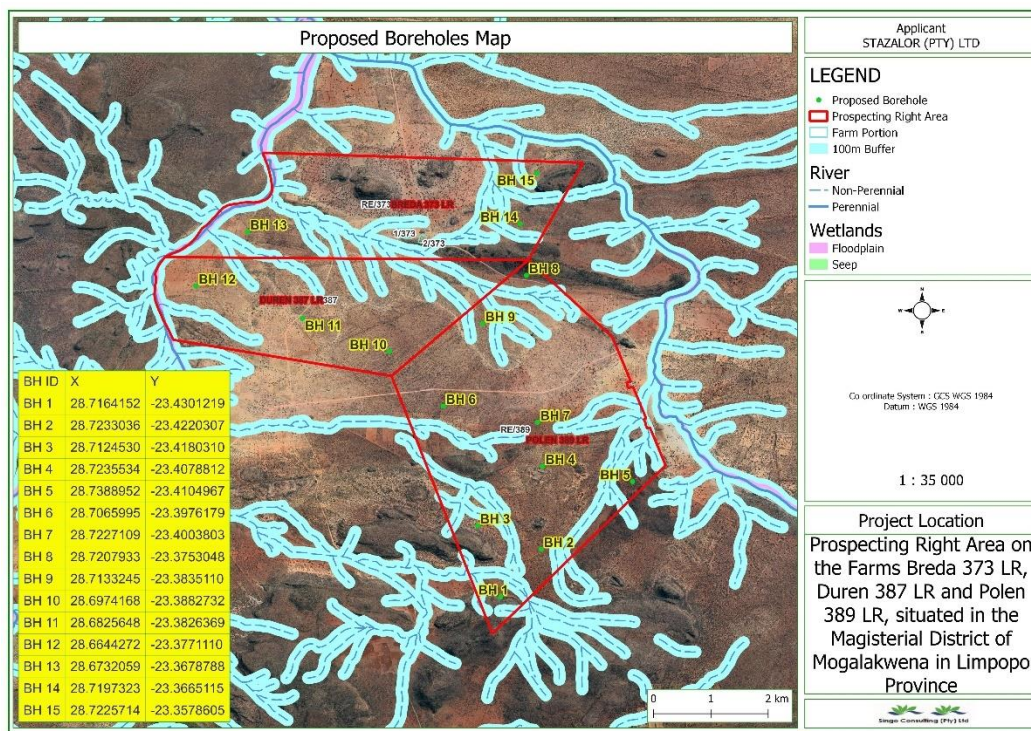 Proposed Boreholes Map
Applicant
STAZALOR (PTY) LTD
LEGEND
Proposed Borehole
Prospecting Right Area
Farm Portion
100m Buffer
River
Non-Perennial
Perennial
Wetlands
Floodplain
Seep
N
W E
S
Co ordinate System : GCS WGS 1984
Datum : WGS 1984
1 : 35 000
Project Location
Prospecting Right Area on
the Farms Breda 373 LR,
Duren 387 LR and Polen
389 LR, situated in the
Magisterial District of
Mogalakwena in Limpopo
Province
Singo Consulting (Pty) Ltd
BH 15
RE/373 BREDA 373 LR
BH 14
BH 13
1/373
2/373
BH 8
BH 12
DUREN 387 LR/387
BH 11
BH 9
BH 10
BH 6
BH 7
RE/389
POLEN 389 LR
BH 4
BH 5
BH 3
BH 2
BH 1
BH ID X Y
BH 1 28.7164152 -23.4301219
BH 2 28.7233036 -23.4220307
BH 3 28.7124530 -23.4180310
BH 4 28.7235534 -23.4078812
BH 5 28.7388952 -23.4104967
BH 6 28.7065995 -23.3976179
BH 7 28.7227109 -23.4003803
BH 8 28.7207933 -23.3753048
BH 9 28.7133245 -23.3835110
BH 10 28.6974168 -23.3882732
BH 11 28.6825648 -23.3826369
BH 12 28.6644272 -23.3771110
BH 13 28.6732059 -23.3678788
BH 14 28.7197323 -23.3665115
BH 15 28.7225714 -23.3578605
0 1 2 km